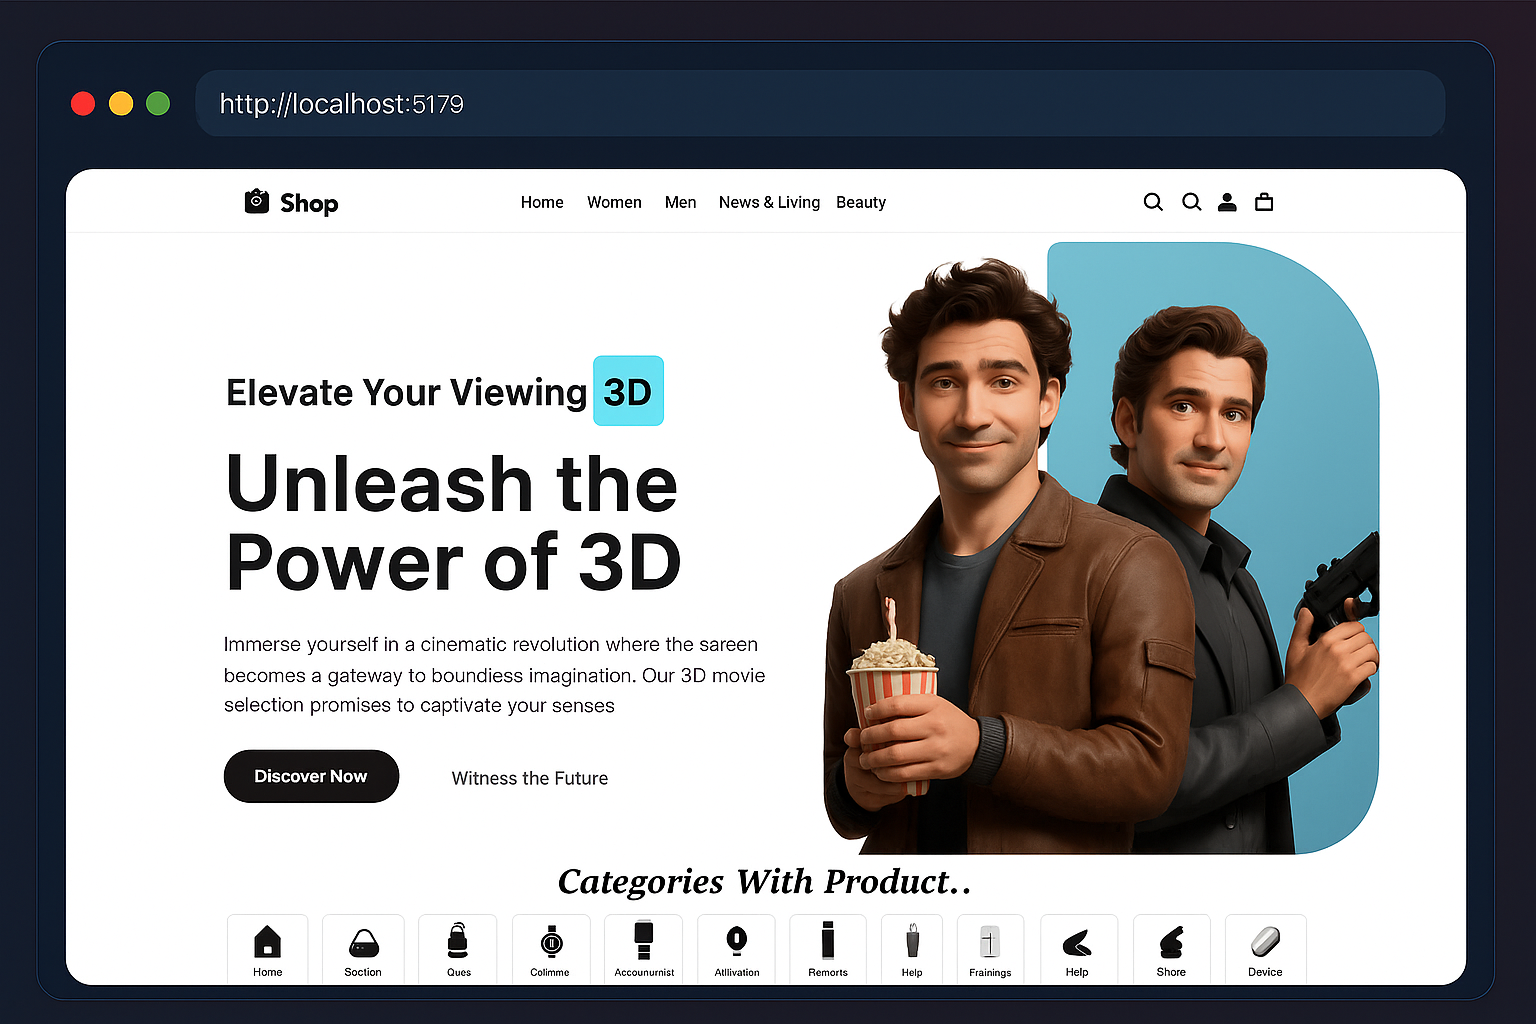 http://localhost:5179
Shop
Home Women Men News & Living Beauty
Elevate Your Viewing 3D
Unleash the
Power of 3D
Immerse yourself in a cinematic revolution where the sareen
becomes a gateway to boundiess imagination. Our 3D movie
selection promises to captivate your senses
Discover Now Witness the Future
Categories With Product..
Home Soction Ques Colimme Accounurnist Atllivation Remorts Help Frainings Help Shore Device